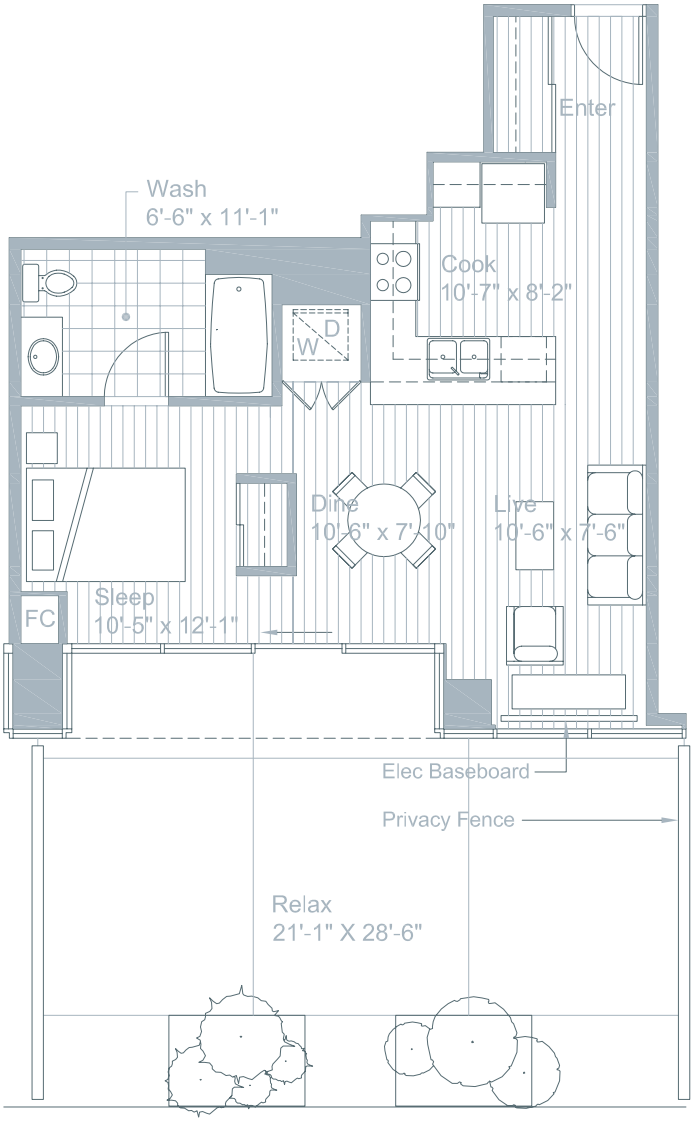 Enter
Wash
6'-6" x 11'-1"
Cook
10'-7" x 8'-2"
D
W
Dine
10'-6" x 7'-10"
Live
10'-6" x 7'-6"
Sleep
10'-5" x 12'-1"
FC
Elec Baseboard
Privacy Fence
Relax
21'-1" X 28'-6"